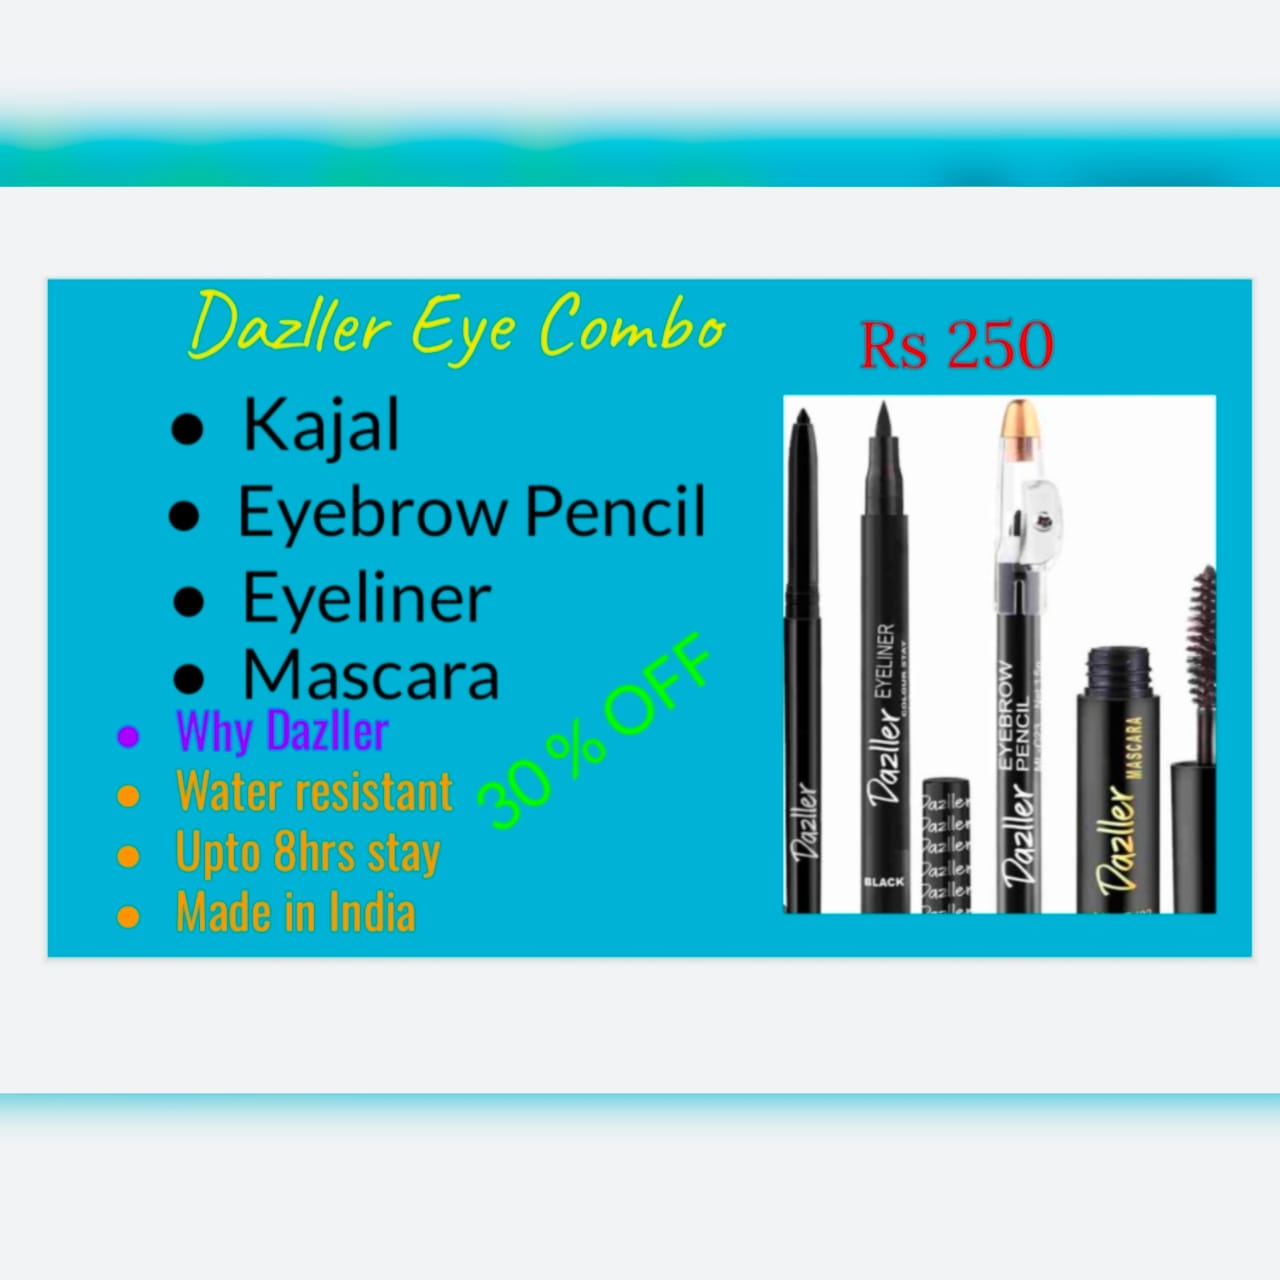 Dazller Eye Combo
Rs 250
Kajal
Eyebrow Pencil
Eyeliner
Mascara
Why Dazller
Water resistant
Upto 8hrs stay
Made in India
30 % OFF
Dazller
Dazller EYELINER
COLOUR STAY
BLACK
Dazller
Dazller
Dazller
Dazller
Dazller
Dazller
Dazller EYEBROW
PENCIL
Dazller MASCARA